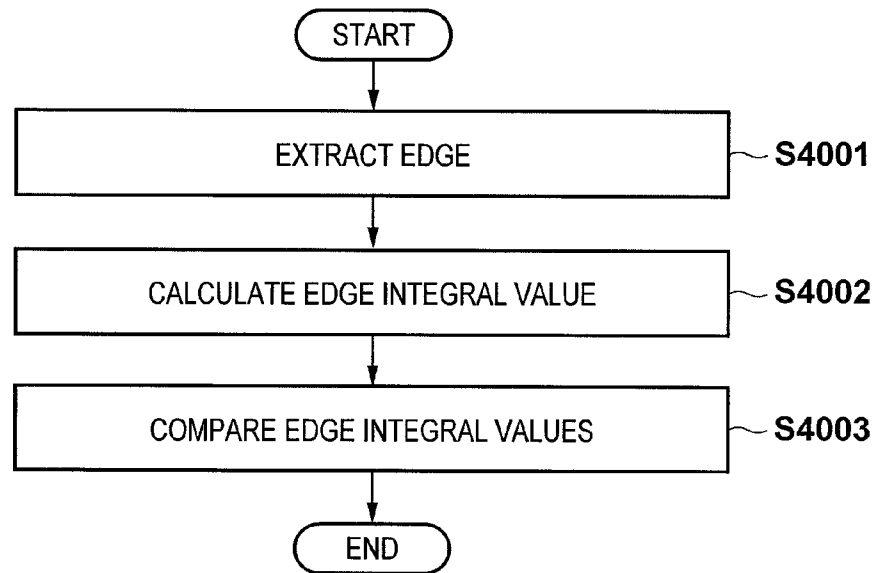 START
EXTRACT EDGE
S4001
CALCULATE EDGE INTEGRAL VALUE
S4002
COMPARE EDGE INTEGRAL VALUES
S4003
END